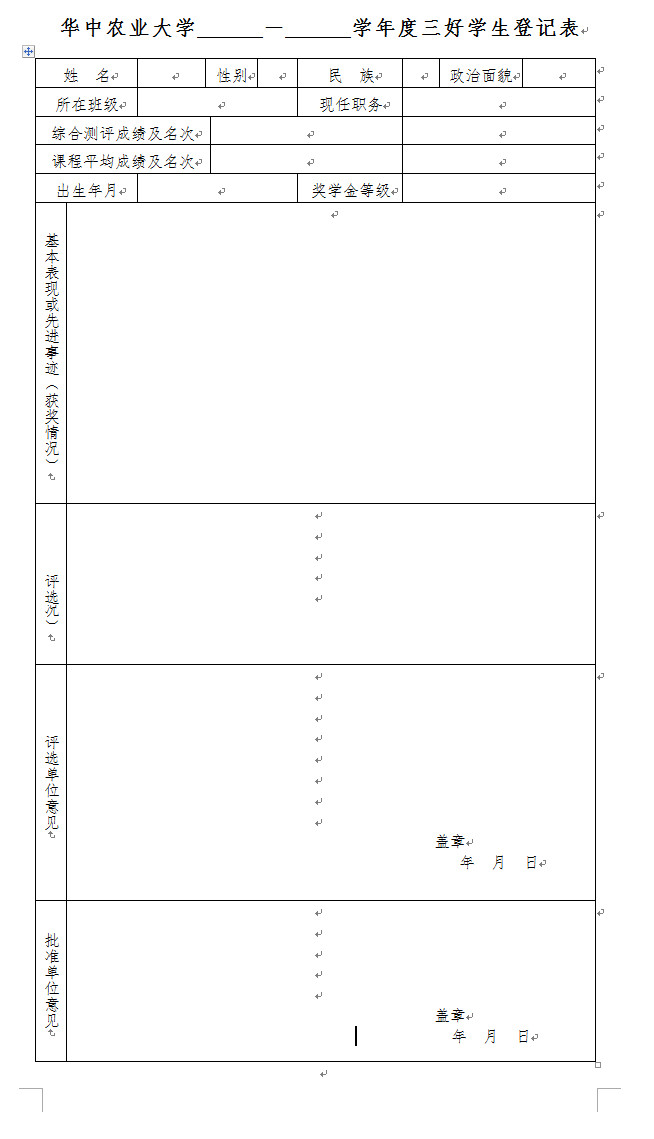 华中农业大学______—______学年度三好学生登记表
姓 名 性别 民 族 政治面貌
所在班级 现任职务
综合测评成绩及名次
课程平均成绩及名次
出生年月 奖学金等级
基本表现或先进事迹（获奖情况）
评选况）
评选单位意见
盖章
年 月 日
批准单位意见
盖章
年 月 日